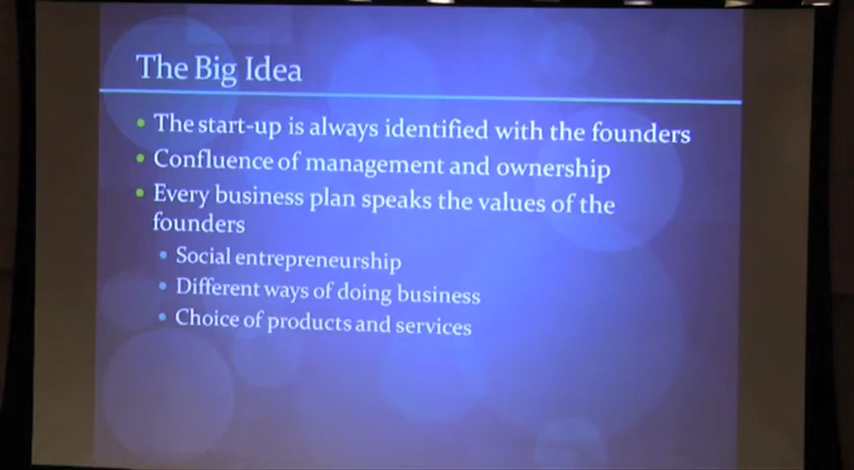 The Big Idea
• The start-up is always identified with the founders
• Confluence of management and ownership
• Every business plan speaks the values of the
founders
• Social entrepreneurship
• Different ways of doing business
• Choice of products and services